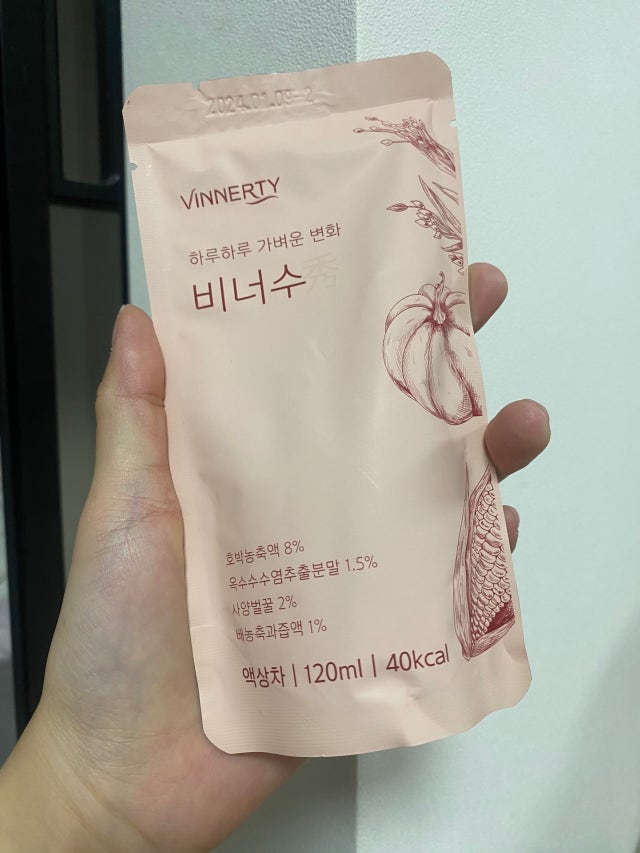 2024.01.09-2
VINNERTY
하루하루 가벼운 변화
비너수秀
호박농축액 8%
옥수수수염추출분말 1.5%
사양벌꿀 2%
배농축과즙액 1%
액상차 | 120ml | 40kcal